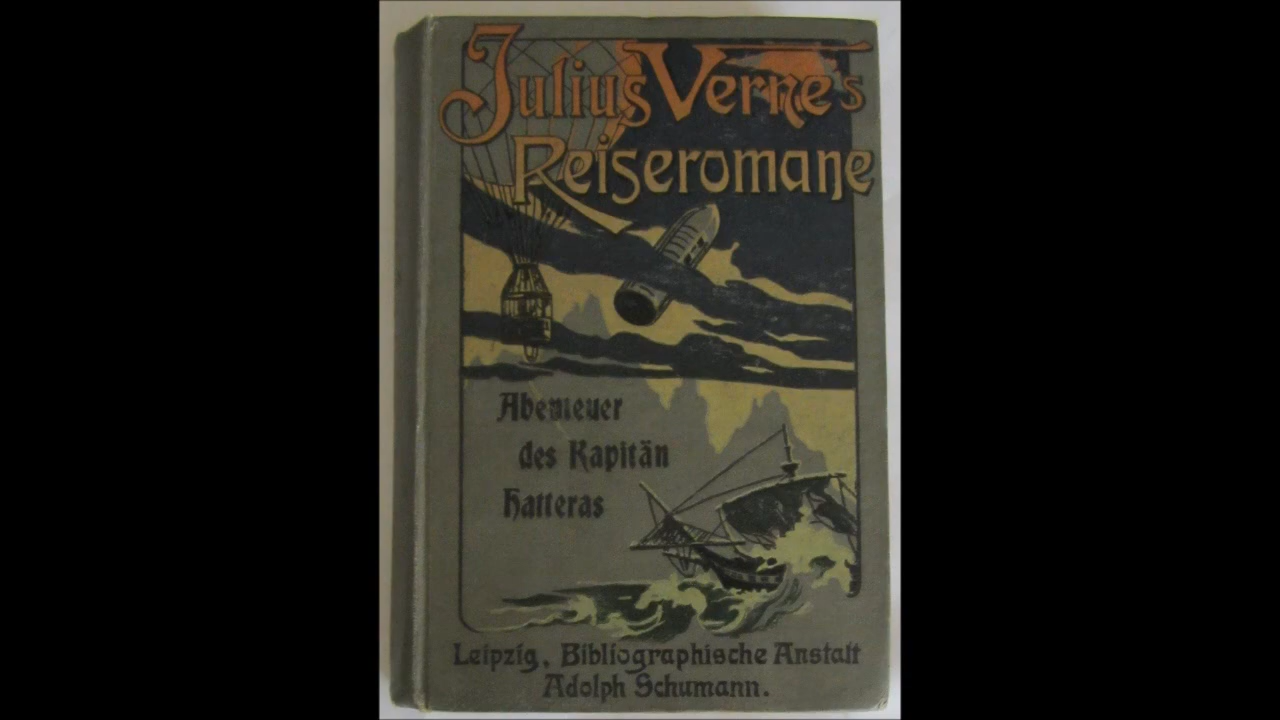 Julius Verne's
Reiseromane
Abenteuer
des Kapitän
Hatteras
Leipzig, Bibliographische Anstalt
Adolph Schumann.